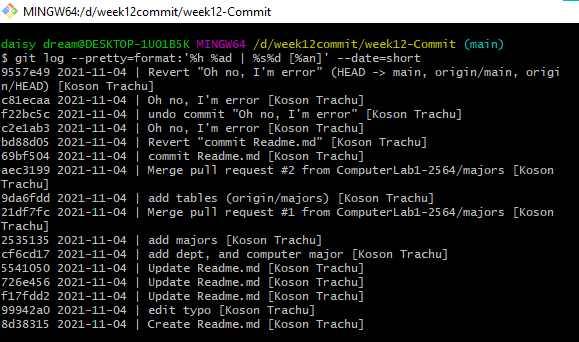 MINGW64:/d/week12commit/week12-Commit
daisy dream@DESKTOP-1UO1B5K MINGW64 /d/week12commit/week12-Commit (main)
$ git log --pretty=format:'%h %ad | %s%d [%an]' --date=short
9557e49 2021-11-04 | Revert "Oh no, I'm error" (HEAD -> main, origin/main, origi
n/HEAD) [Koson Trachu]
c81ecaa 2021-11-04 | Oh no, I'm error [Koson Trachu]
f22bc5c 2021-11-04 | undo commit "Oh no, I'm error" [Koson Trachu]
c2e1ab3 2021-11-04 | Oh no, I'm error [Koson Trachu]
bd88d05 2021-11-04 | Revert "commit Readme.md" [Koson Trachu]
69bf504 2021-11-04 | commit Readme.md [Koson Trachu]
aec3199 2021-11-04 | Merge pull request #2 from ComputerLab1-2564/majors [Koson
Trachu]
9da6fdd 2021-11-04 | add tables (origin/majors) [Koson Trachu]
21df7fc 2021-11-04 | Merge pull request #1 from ComputerLab1-2564/majors [Koson
Trachu]
2535135 2021-11-04 | add majors [Koson Trachu]
cf6cd17 2021-11-04 | add dept, and computer major [Koson Trachu]
5541050 2021-11-04 | Update Readme.md [Koson Trachu]
726e456 2021-11-04 | Update Readme.md [Koson Trachu]
f17fdd2 2021-11-04 | Update Readme.md [Koson Trachu]
99942a0 2021-11-04 | edit typo [Koson Trachu]
8d38315 2021-11-04 | Create Readme.md [Koson Trachu]